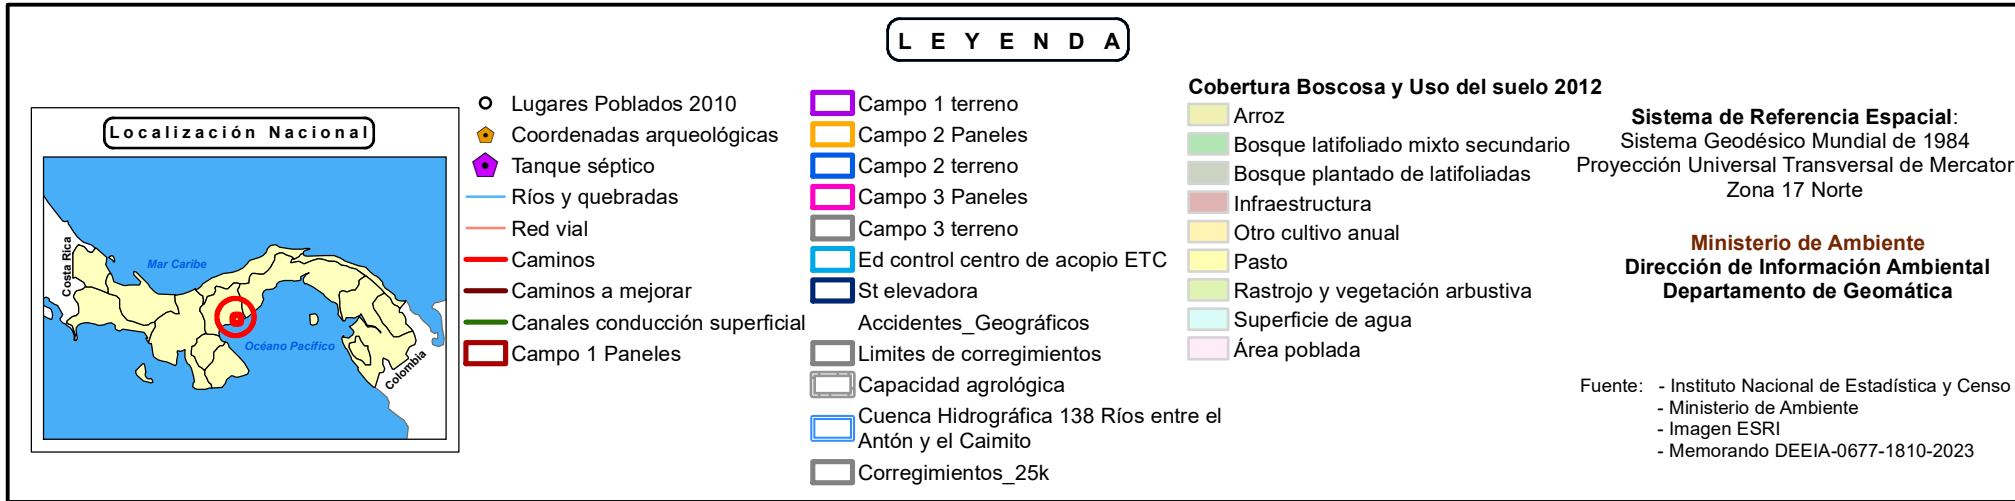 L E Y E N D A
Localización Nacional
Costa Rica
Mar Caribe
Océano Pacífico
Colombia
Lugares Poblados 2010
Coordenadas arqueológicas
Tanque séptico
Ríos y quebradas
Red vial
Caminos
Caminos a mejorar
Canales conducción superficial
Campo 1 Paneles
Campo 1 terreno
Campo 2 Paneles
Campo 2 terreno
Campo 3 Paneles
Campo 3 terreno
Ed control centro de acopio ETC
St elevadora
Accidentes_Geográficos
Limites de corregimientos
Capacidad agrológica
Cuenca Hidrográfica 138 Ríos entre el
Antón y el Caimito
Corregimientos_25k
Cobertura Boscosa y Uso del suelo 2012
Arroz
Bosque latifoliado mixto secundario
Bosque plantado de latifoliadas
Infraestructura
Otro cultivo anual
Pasto
Rastrojo y vegetación arbustiva
Superficie de agua
Área poblada
Sistema de Referencia Espacial:
Sistema Geodésico Mundial de 1984
Proyección Universal Transversal de Mercator
Zona 17 Norte
Ministerio de Ambiente
Dirección de Información Ambiental
Departamento de Geomática
Fuente: - Instituto Nacional de Estadística y Censo
- Ministerio de Ambiente
- Imagen ESRI
- Memorando DEEIA-0677-1810-2023